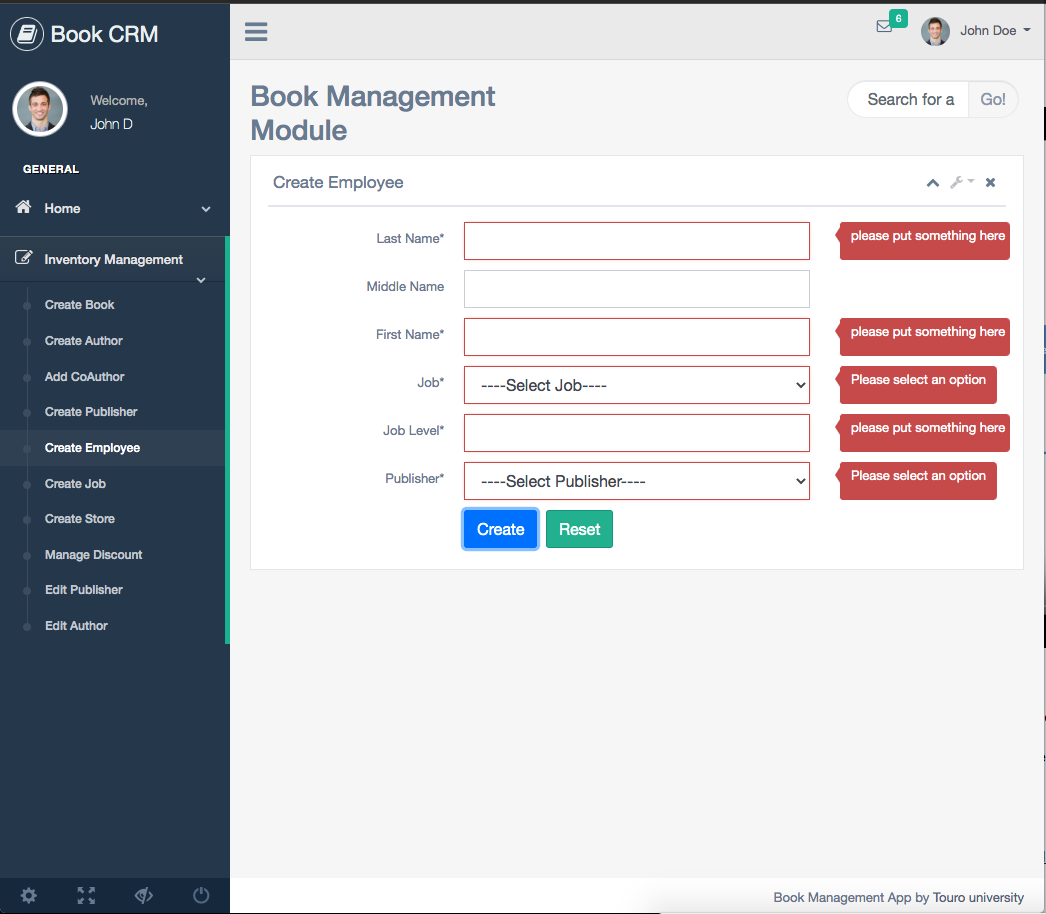 Book CRM
6
John Doe
Welcome,
John D
GENERAL
Home
Inventory Management
Create Book
Create Author
Add CoAuthor
Create Publisher
Create Employee
Create Job
Create Store
Manage Discount
Edit Publisher
Edit Author
Book Management
Module
Search for a
Go!
Create Employee
Last Name*
please put something here
Middle Name
First Name*
please put something here
Job*
----Select Job----
Please select an option
Job Level*
please put something here
Publisher*
----Select Publisher----
Please select an option
Create
Reset
Book Management App by Touro university